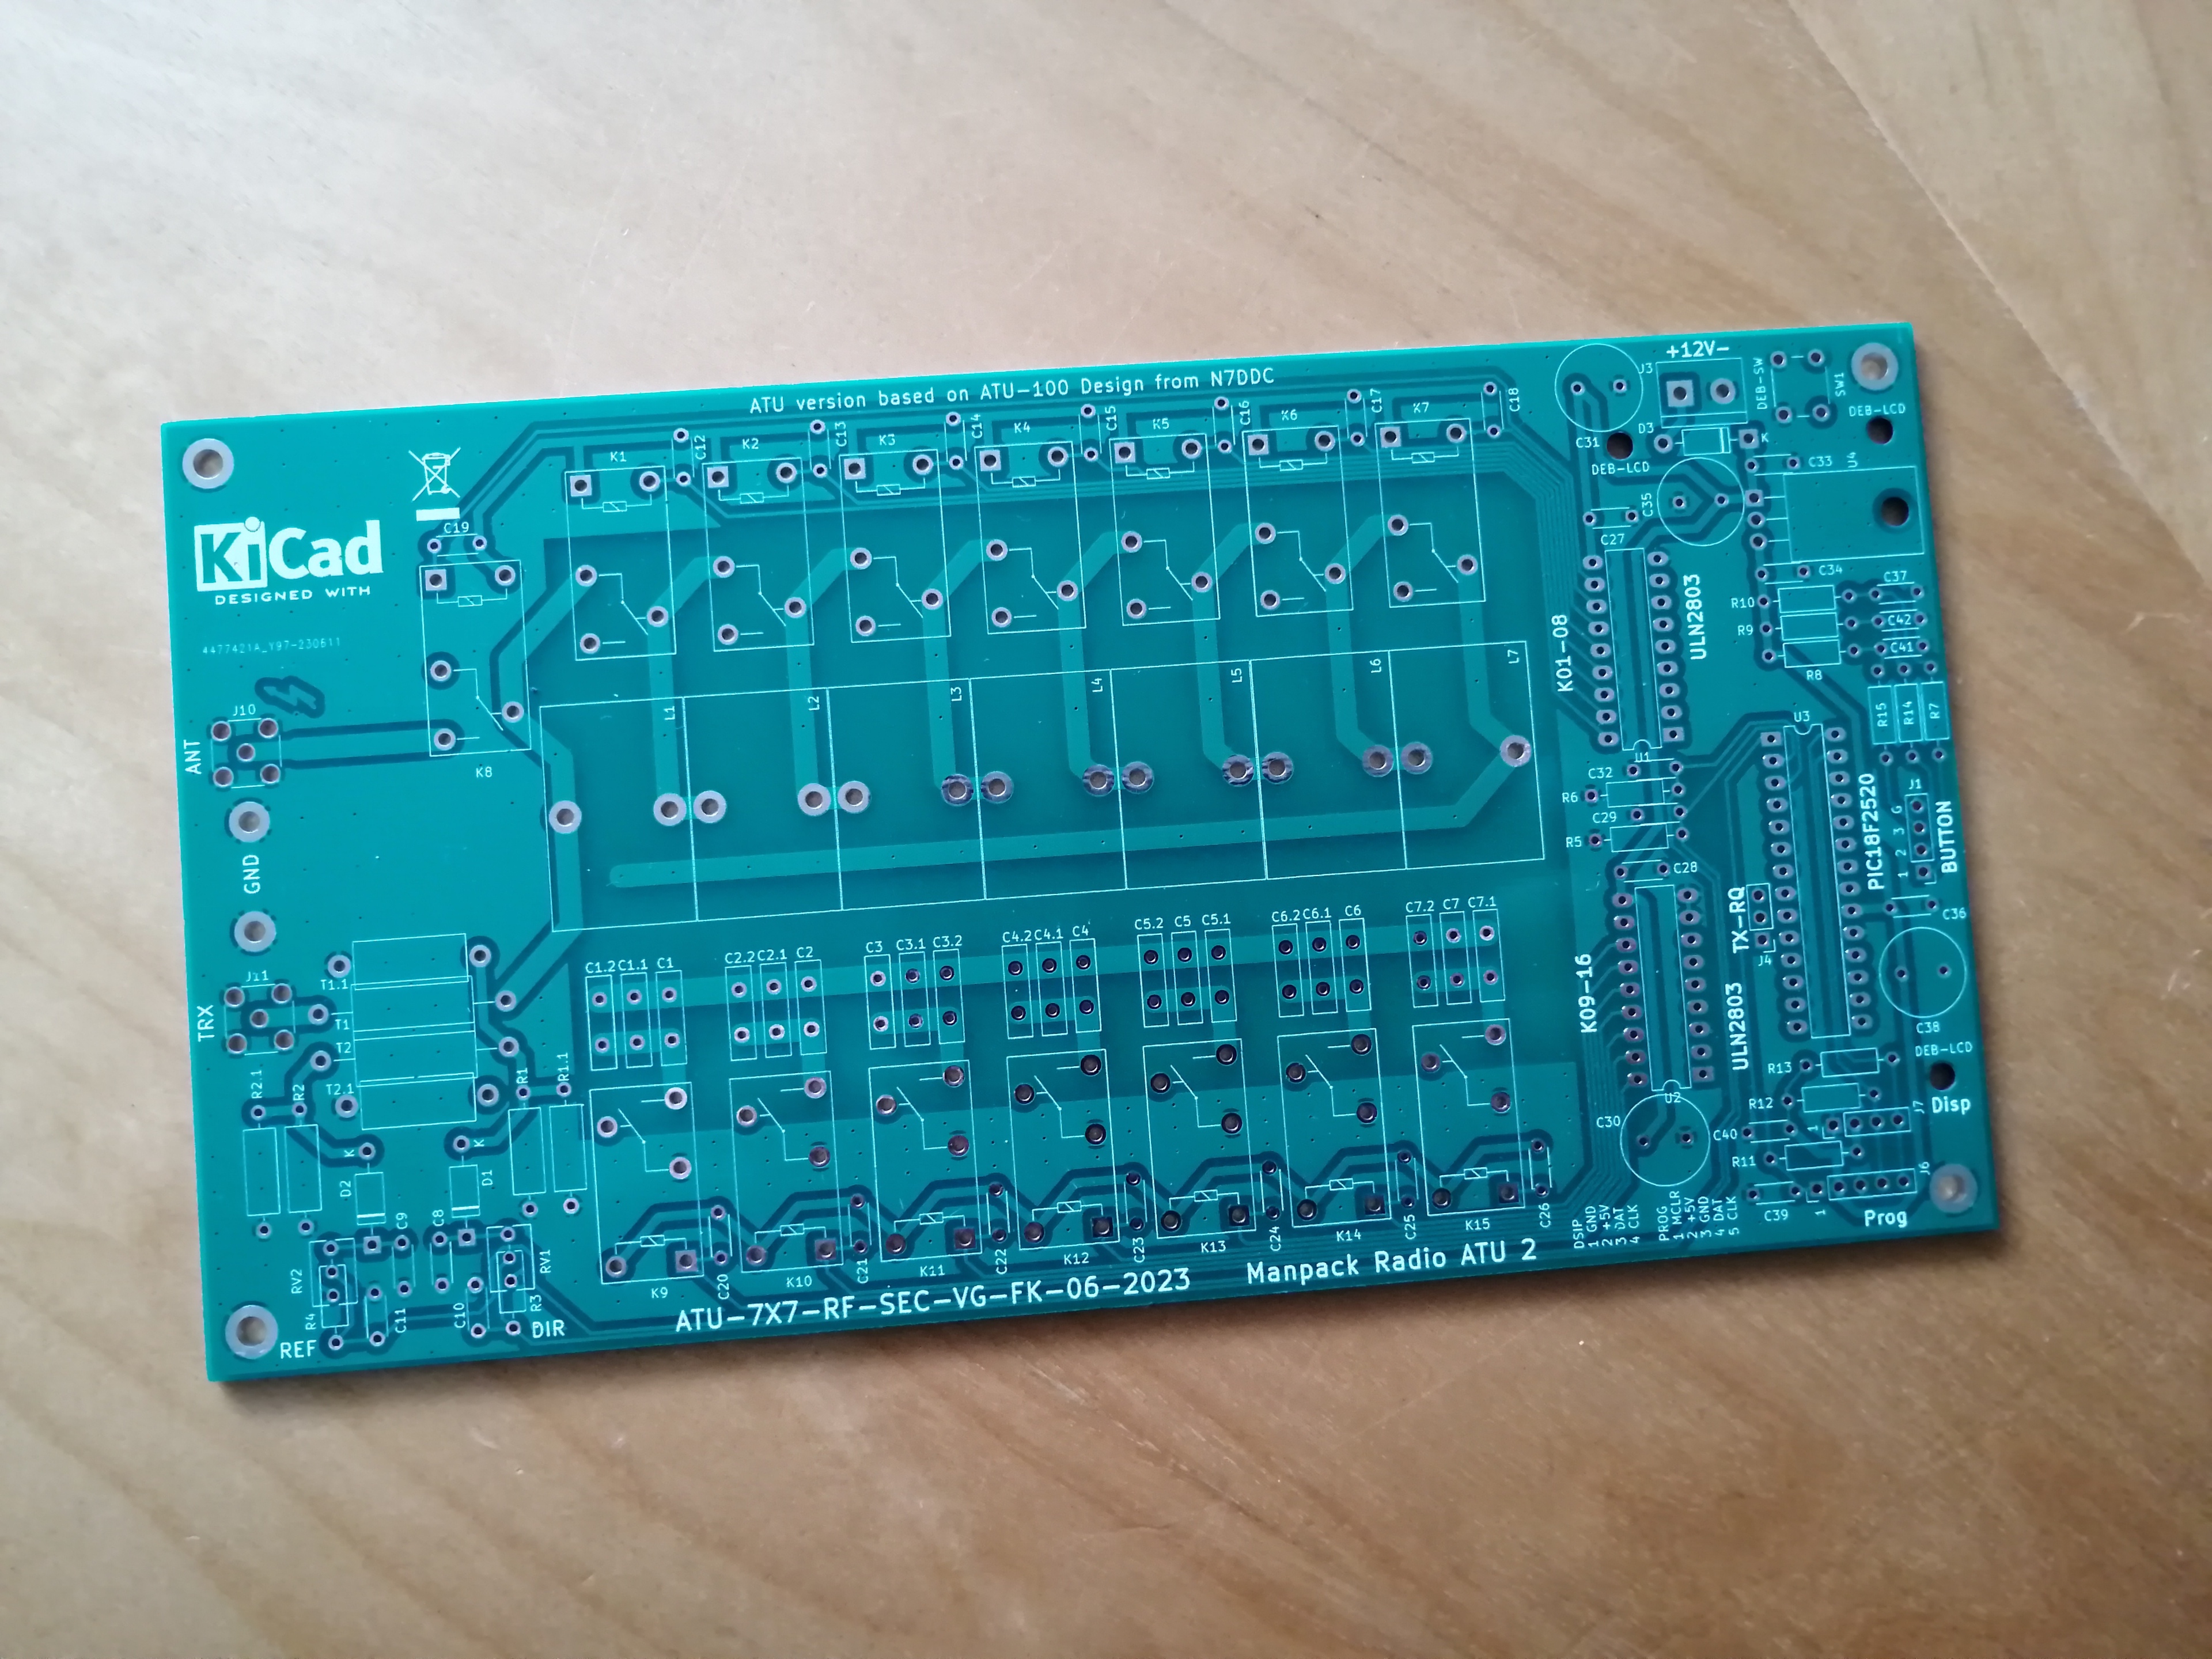 ATU version based on ATU-100 Design from N7DDC
KiCad
DESIGNED WITH
4477421A_Y97-230611
C19
K8
J10
ANT
GND
J11
TRX
T1.1
T1
T2
T2.1
R2.1
R2
R1
R1.1
K
D2
K
D1
C9
C8
RV2
R4
C11
C10
RV1
R3
REF
DIR
K1
C12
K2
C13
K3
C14
K4
C15
K5
C16
K6
C17
K7
C18
L1
L2
L3
L4
L5
L6
L7
C1.2 C1.1 C1
C2.2 C2.1 C2
C3 C3.1 C3.2
C4.2 C4.1 C4
C5.2 C5 C5.1
C6.2 C6.1 C6
C7.2 C7 C7.1
K9
C20
K10
C21
K11
C22
K12
C23
K13
C24
K14
C25
K15
C26
ATU-7X7-RF-SEC-VG-FK-06-2023
Manpack Radio ATU 2
+12V-
J3
DEB-SW
SW1
DEB-LCD
C31
D3
K
DEB-LCD
C33
U4
C35
C27
C34
K01-08
ULN2803
R10
R9
R8
C37
C42
C41
R15
R14
R7
U1
U3
C32
R6
C29
R5
C28
PIC18F2520
J1
1 2 3 G
BUTTON
TX-RQ
J4
C36
C38
K09-16
ULN2803
U2
C30
DEB-LCD
R13
R12
C40
R11
C39
1
J7
Disp
1
J6
Prog
DSIP
1 GND
2 +5V
3 DAT
4 CLK
PROG
1 MCLR
2 +5V
3 GND
4 DAT
5 CLK